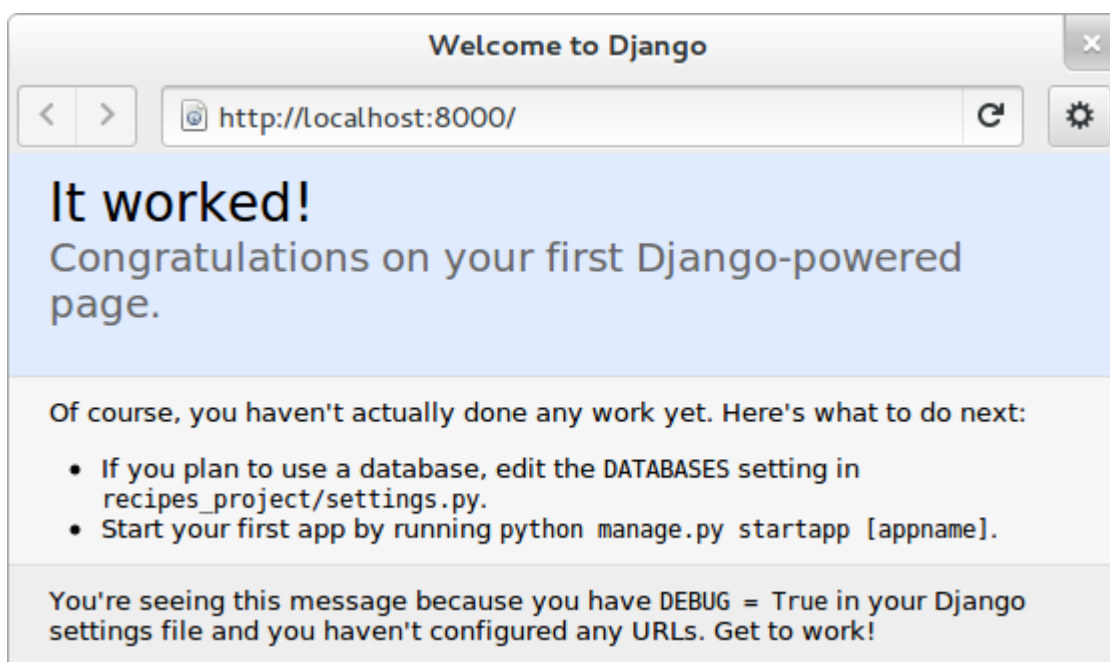 Welcome to Django
http://localhost:8000/
It worked!
Congratulations on your first Django-powered
page.
Of course, you haven't actually done any work yet. Here's what to do next:
If you plan to use a database, edit the DATABASES setting in
recipes_project/settings.py.
Start your first app by running python manage.py startapp [appname].
You're seeing this message because you have DEBUG = True in your Django
settings file and you haven't configured any URLs. Get to work!